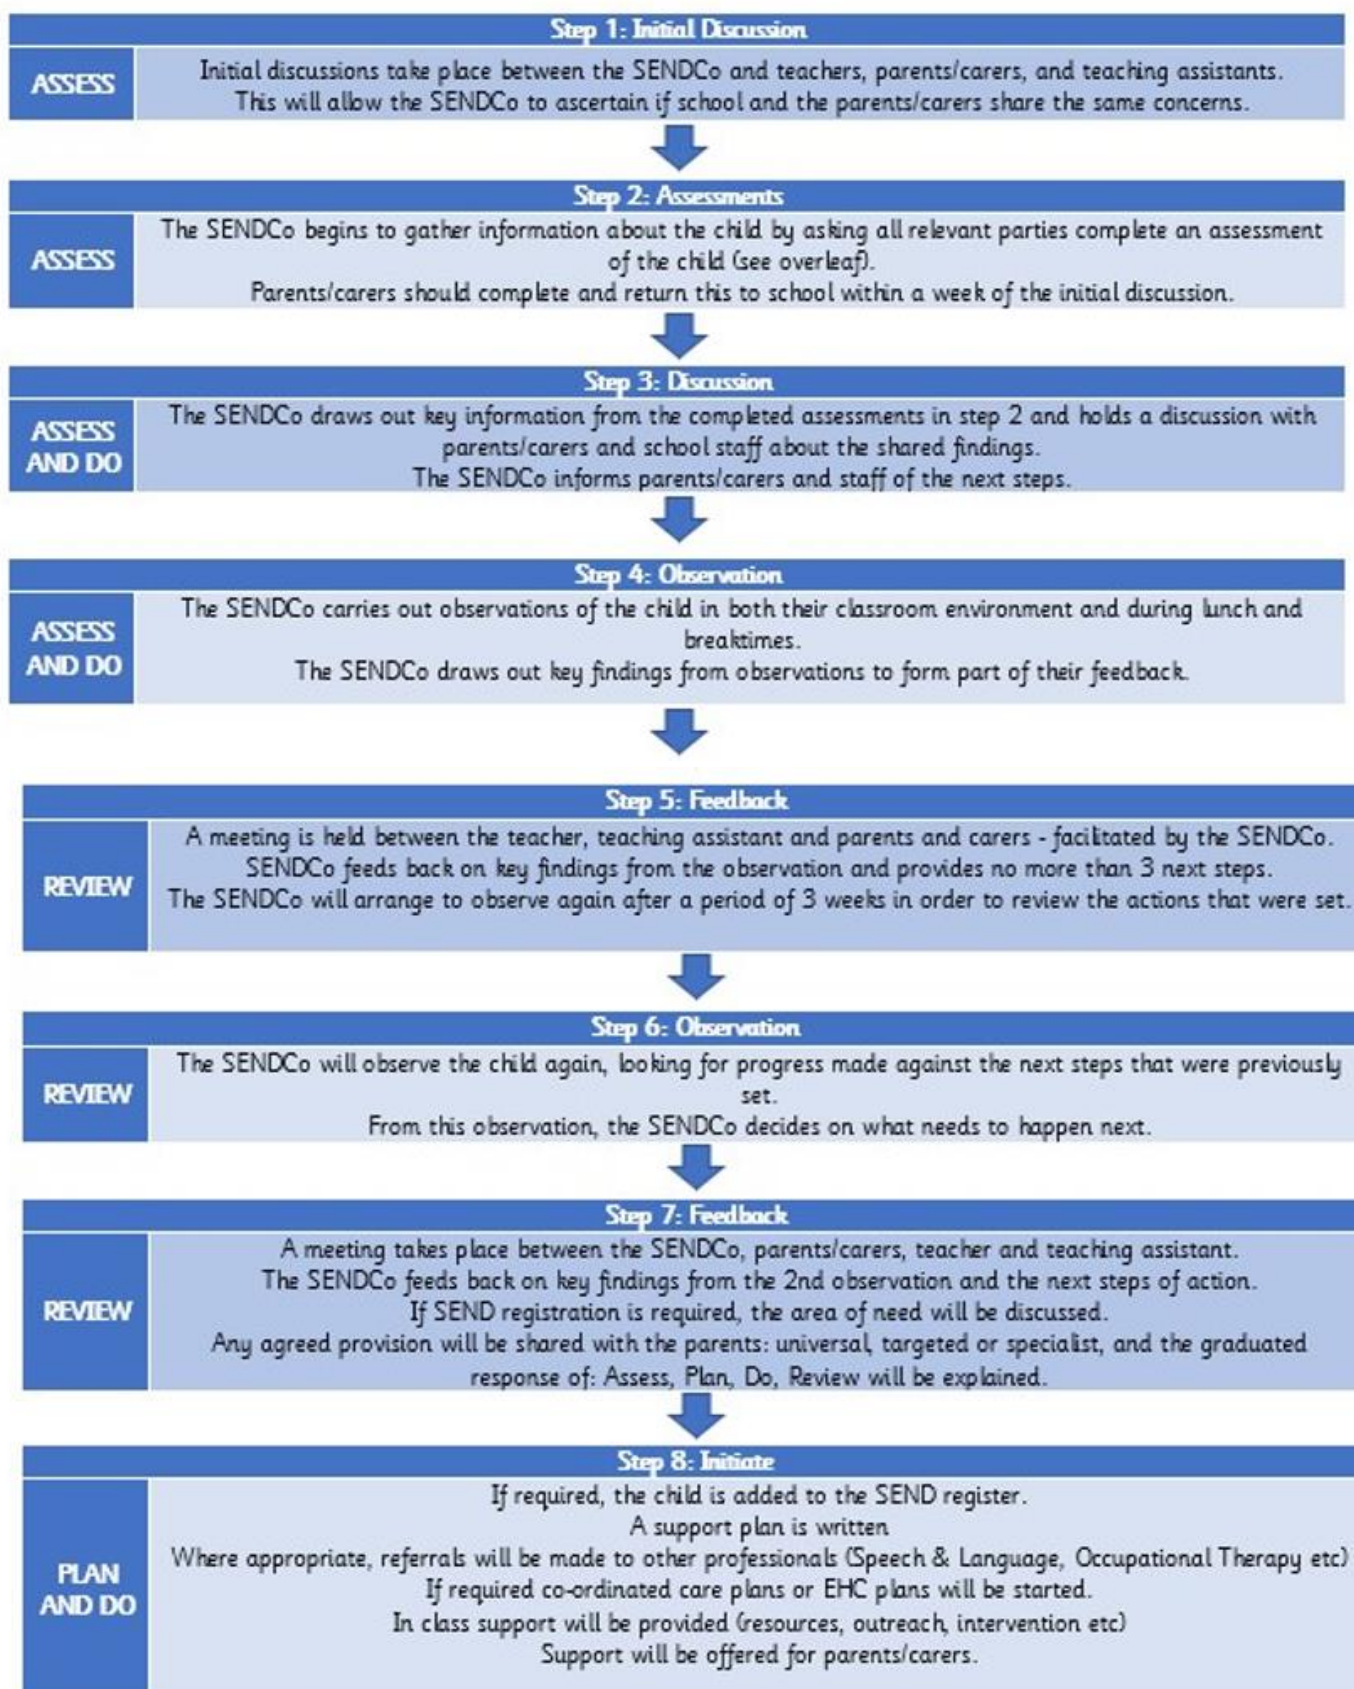 Step 1: Initial Discussion
ASSESS
Initial discussions take place between the SENDCo and teachers, parents/carers, and teaching assistants.
This will allow the SENDCo to ascertain if school and the parents/carers share the same concerns.
Step 2: Assessments
ASSESS
The SENDCo begins to gather information about the child by asking all relevant parties complete an assessment
of the child (see overleaf).
Parents/carers should complete and return this to school within a week of the initial discussion.
Step 3: Discussion
ASSESS
AND DO
The SENDCo draws out key information from the completed assessments in step 2 and holds a discussion with
parents/carers and school staff about the shared findings.
The SENDCo informs parents/carers and staff of the next steps.
Step 4: Observation
ASSESS
AND DO
The SENDCo carries out observations of the child in both their classroom environment and during lunch and
breaktimes.
The SENDCo draws out key findings from observations to form part of their feedback.
Step 5: Feedback
REVIEW
A meeting is held between the teacher, teaching assistant and parents and carers - facilitated by the SENDCo.
SENDCo feeds back on key findings from the observation and provides no more than 3 next steps.
The SENDCo will arrange to observe again after a period of 3 weeks in order to review the actions that were set.
Step 6: Observation
REVIEW
The SENDCo will observe the child again, looking for progress made against the next steps that were previously
set.
From this observation, the SENDCo decides on what needs to happen next.
Step 7: Feedback
REVIEW
A meeting takes place between the SENDCo, parents/carers, teacher and teaching assistant.
The SENDCo feeds back on key findings from the 2nd observation and the next steps of action.
If SEND registration is required, the area of need will be discussed.
Any agreed provision will be shared with the parents: universal, targeted or specialist, and the graduated
response of: Assess, Plan, Do, Review will be explained.
Step 8: Initiate
PLAN
AND DO
If required, the child is added to the SEND register.
A support plan is written
Where appropriate, referrals will be made to other professionals (Speech & Language, Occupational Therapy etc)
If required co-ordinated care plans or EHC plans will be started.
In class support will be provided (resources, outreach, intervention etc)
Support will be offered for parents/carers.